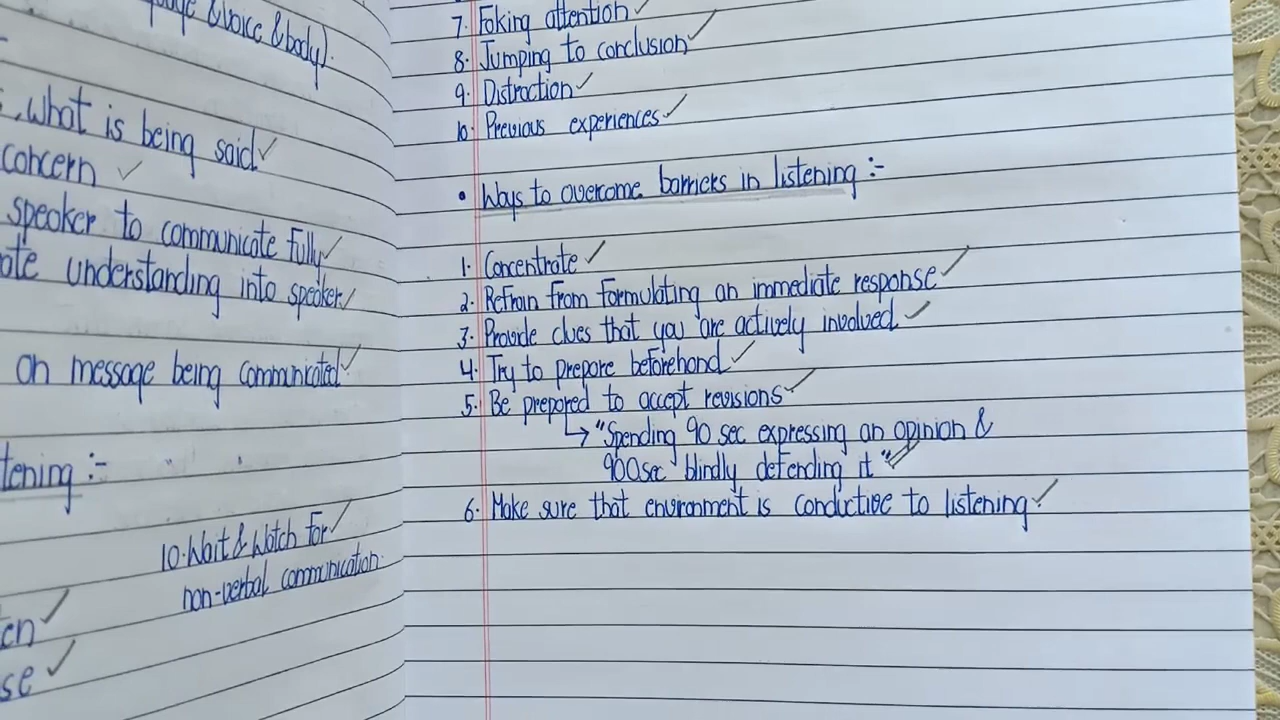 &voice & body).
what is being said
concern
speaker to communicate fully
understanding into speaker
on message being communicated
tening :-
10. Wait & Watch for
non-verbal communication.
en
se
7. Foking attention
8. Jumping to conclusion
9. Distraction
10. Previous experiences
• Ways to overcome barriers in listening :-
1. Concentrate
2. Refrain from formulating an immediate response
3. Provide clues that you are actively involved
4. Try to prepare beforehand
5. Be prepared to accept revisions
→ "Spending 90 sec expressing an opinion &
900sec blindly defending it"
6. Make sure that environment is conductive to listening